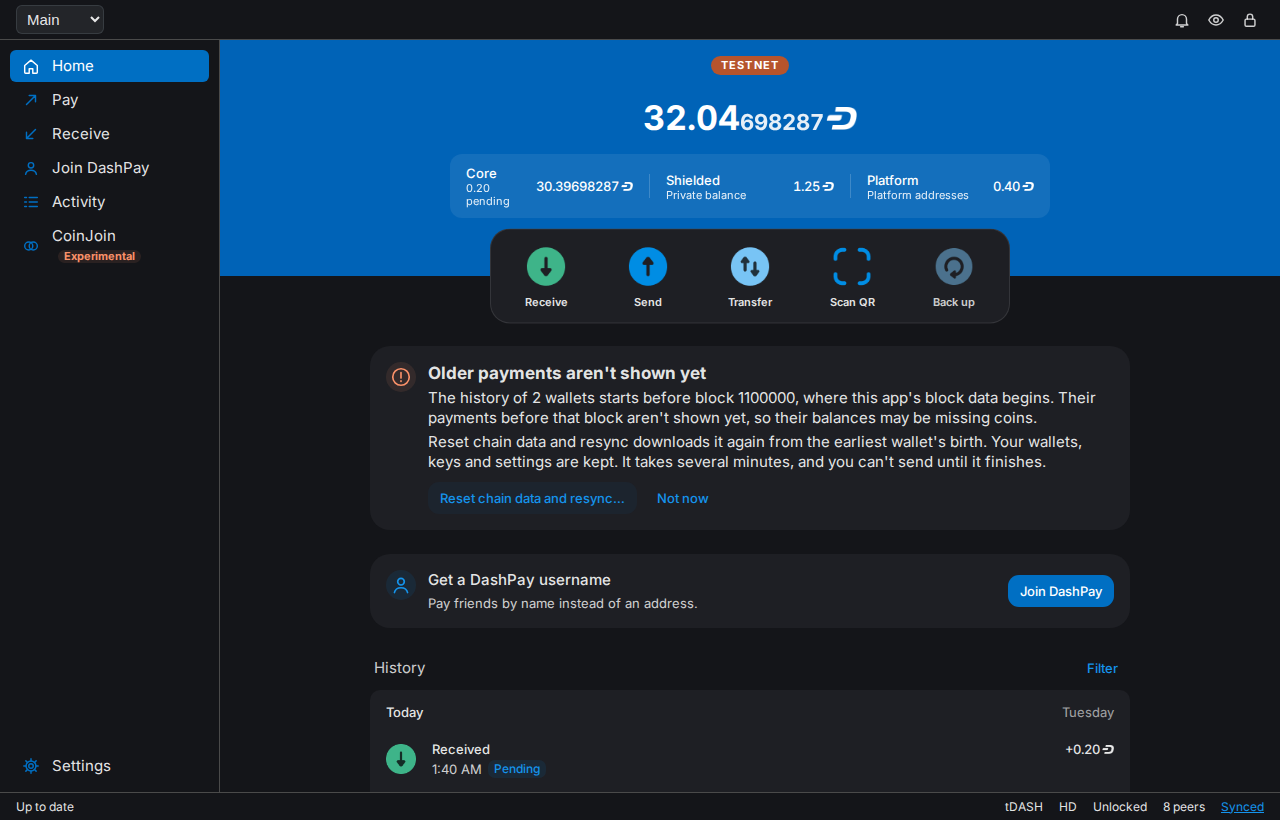 Main
Home
Pay
Receive
Join DashPay
Activity
CoinJoin
Experimental
Settings
TESTNET
32.04698287
Core
0.20
pending
30.39698287
Shielded
Private balance
1.25
Platform
Platform addresses
0.40
Receive
Send
Transfer
Scan QR
Back up
Older payments aren't shown yet
The history of 2 wallets starts before block 1100000, where this app's block data begins. Their
payments before that block aren't shown yet, so their balances may be missing coins.
Reset chain data and resync downloads it again from the earliest wallet's birth. Your wallets,
keys and settings are kept. It takes several minutes, and you can't send until it finishes.
Reset chain data and resync... Not now
Get a DashPay username
Pay friends by name instead of an address.
Join DashPay
History Filter
Today Tuesday
Received +0.20
1:40 AM Pending
Up to date tDASH HD Unlocked 8 peers Synced